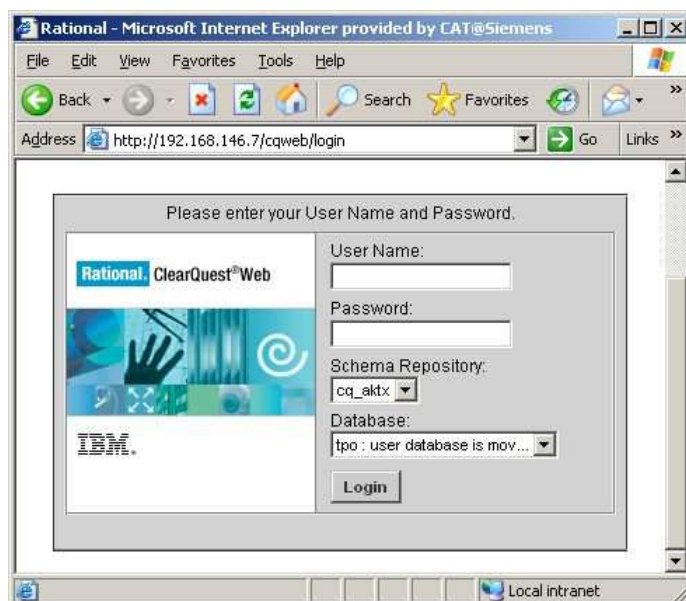 Rational - Microsoft Internet Explorer provided by CAT@Siemens
File Edit View Favorites Tools Help
Back Search Favorites »
Address http://192.168.146.7/cqweb/login Go Links »
Please enter your User Name and Password.
Rational. ClearQuest®Web
IBM.
User Name:
Password:
Schema Repository:
cq_aktx
Database:
tpo : user database is mov...
Login
Local intranet